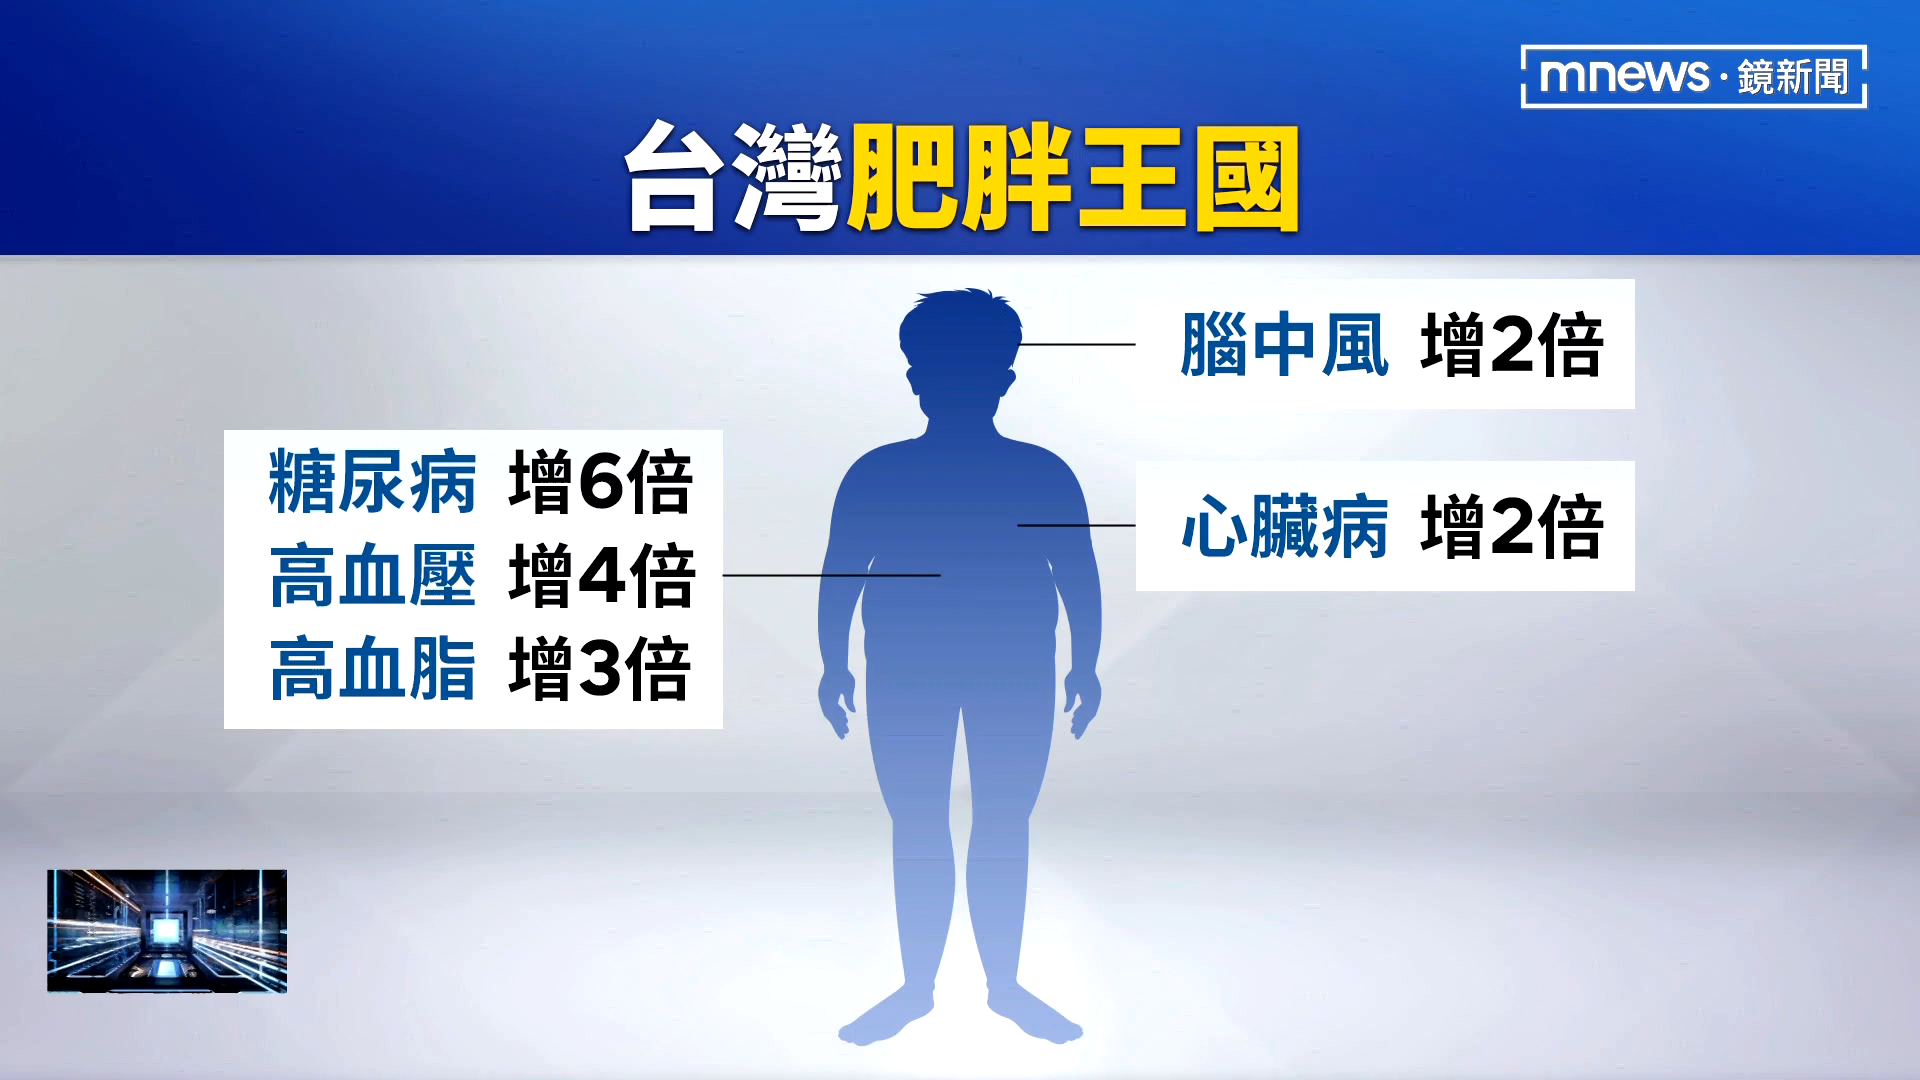 mnews·鏡新聞
台灣肥胖王國
腦中風 增2倍
糖尿病 增6倍
高血壓 增4倍
高血脂 增3倍
心臟病 增2倍